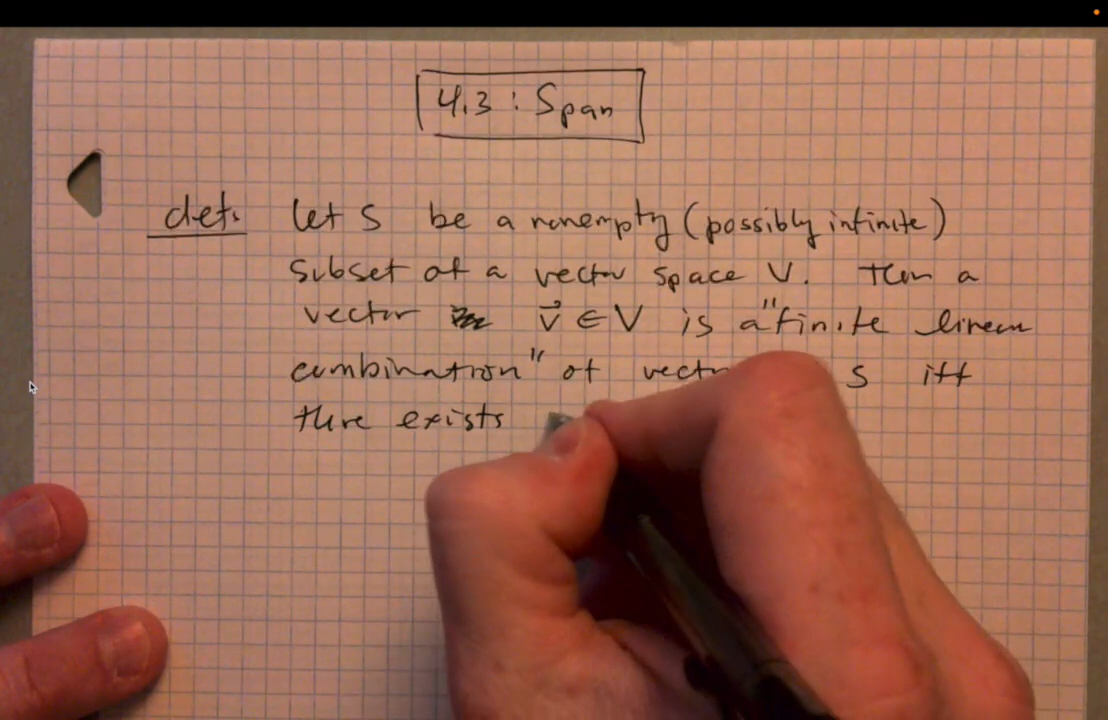 4.3 : Span
def. Let S be a nonempty (possibly infinite)
subset of a vector space V. Then a
vector v⃗ ∈ V is a "finite linear
combination" of S iff
there exists